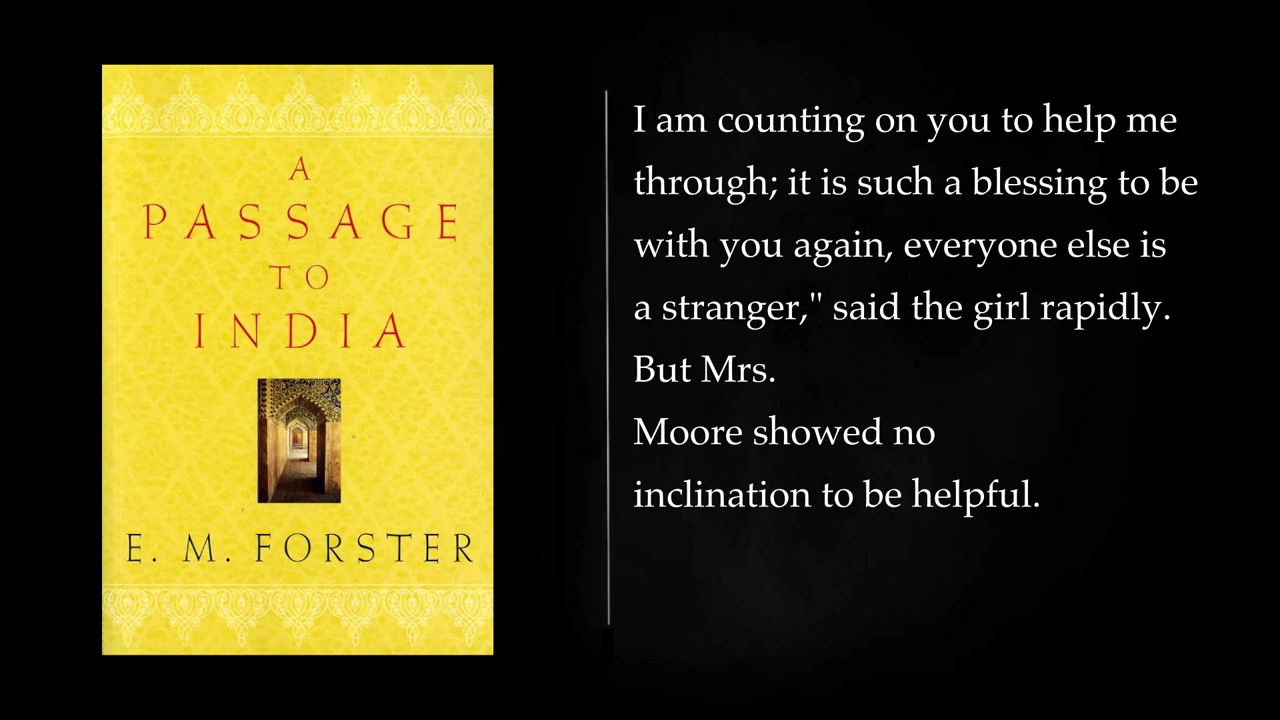 A
PASSAGE
TO
INDIA
E. M. FORSTER
I am counting on you to help me
through; it is such a blessing to be
with you again, everyone else is
a stranger," said the girl rapidly.
But Mrs.
Moore showed no
inclination to be helpful.